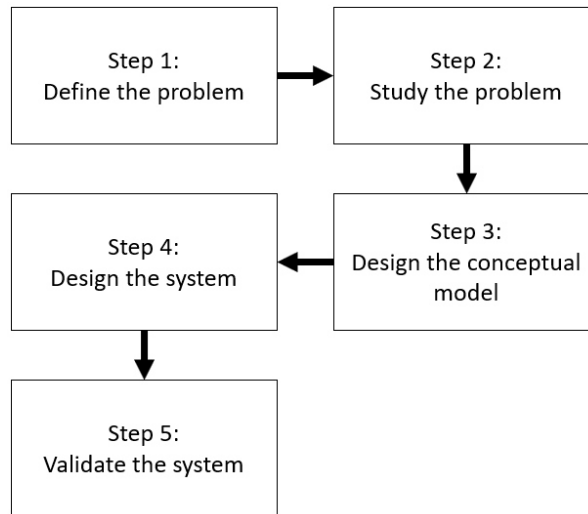 Step 1:
Define the problem
Step 2:
Study the problem
Step 3:
Design the conceptual
model
Step 4:
Design the system
Step 5:
Validate the system